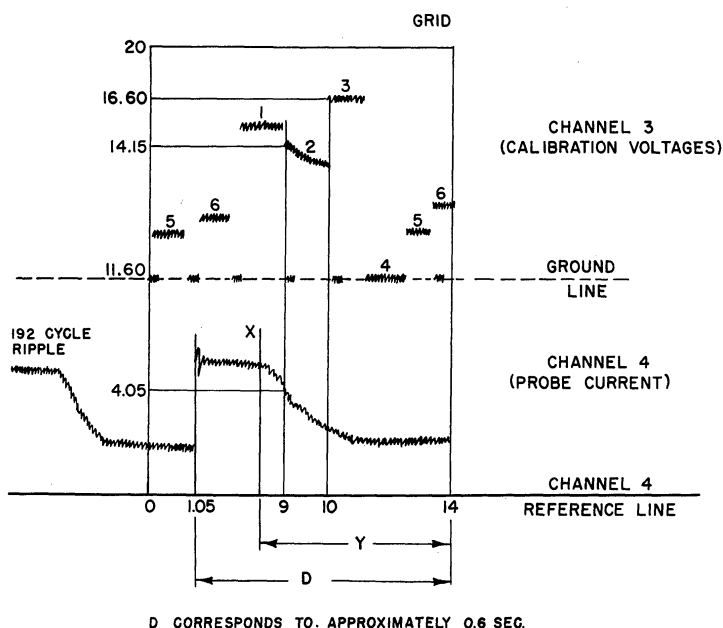 GRID
20
16.60
14.15
11.60
1
2
3
4
5
6
5
6
CHANNEL 3
(CALIBRATION VOLTAGES)
GROUND
LINE
192 CYCLE
RIPPLE
X
4.05
CHANNEL 4
(PROBE CURRENT)
CHANNEL 4
REFERENCE LINE
0 1.05 9 10 14
Y
D
D CORRESPONDS TO. APPROXIMATELY 0.6 SEC.